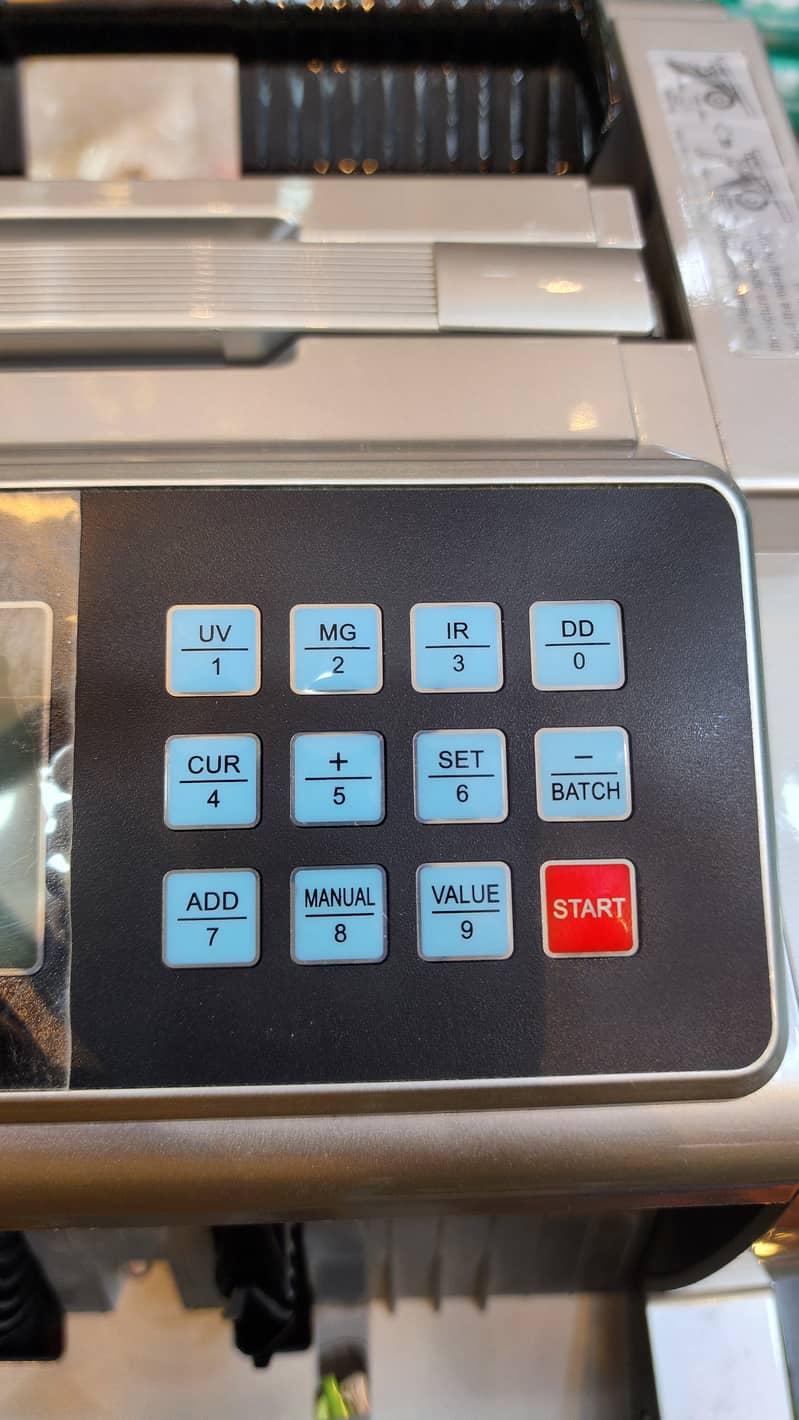 UV
1
MG
2
IR
3
DD
0
CUR
4
+
5
SET
6
−
BATCH
ADD
7
MANUAL
8
VALUE
9
START